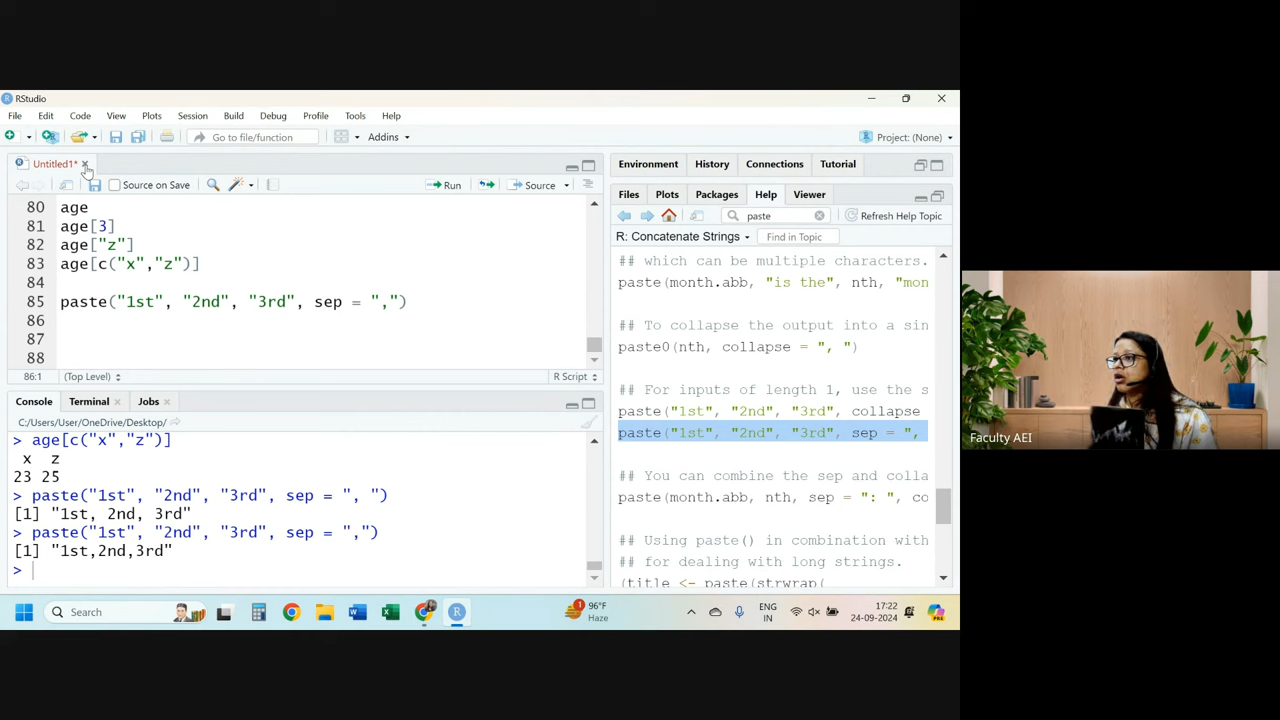 RStudio
File Edit Code View Plots Session Build Debug Profile Tools Help
Go to file/function Addins Project: (None)
Untitled1*
Source on Save Run Source
80 age
81 age[3]
82 age["z"]
83 age[c("x","z")]
84
85 paste("1st", "2nd", "3rd", sep = ",")
86
87
88
86:1 (Top Level) R Script
Console Terminal Jobs
C:/Users/User/OneDrive/Desktop/
> age[c("x","z")]
x z
23 25
> paste("1st", "2nd", "3rd", sep = ", ")
[1] "1st, 2nd, 3rd"
> paste("1st", "2nd", "3rd", sep = ",")
[1] "1st,2nd,3rd"
>
Environment History Connections Tutorial
Files Plots Packages Help Viewer
paste Refresh Help Topic
R: Concatenate Strings Find in Topic
## which can be multiple characters.
paste(month.abb, "is the", nth, "mon
## To collapse the output into a sin
paste0(nth, collapse = ", ")
## For inputs of length 1, use the s
paste("1st", "2nd", "3rd", collapse
paste("1st", "2nd", "3rd", sep = ",
## You can combine the sep and colla
paste(month.abb, nth, sep = ": ", co
## Using paste() in combination with
## for dealing with long strings.
(title <- paste(strwrap(
Faculty AEI
Search
96°F
Haze
ENG
IN
17:22
24-09-2024